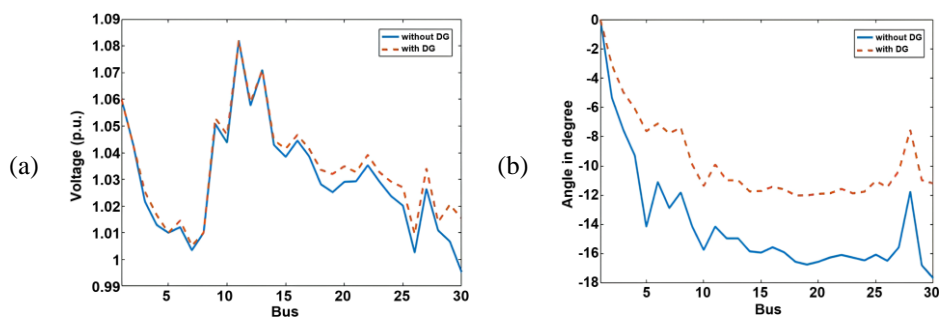 (a)
Voltage (p.u.)
1.09
1.08
1.07
1.06
1.05
1.04
1.03
1.02
1.01
1
0.99
5 10 15 20 25 30
Bus
without DG
with DG
(b)
Angle in degree
0
-2
-4
-6
-8
-10
-12
-14
-16
-18
5 10 15 20 25 30
Bus
without DG
with DG